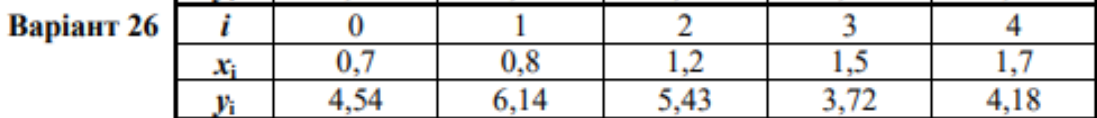 Варіант 26 i 0 1 2 3 4
xi 0,7 0,8 1,2 1,5 1,7
yi 4,54 6,14 5,43 3,72 4,18